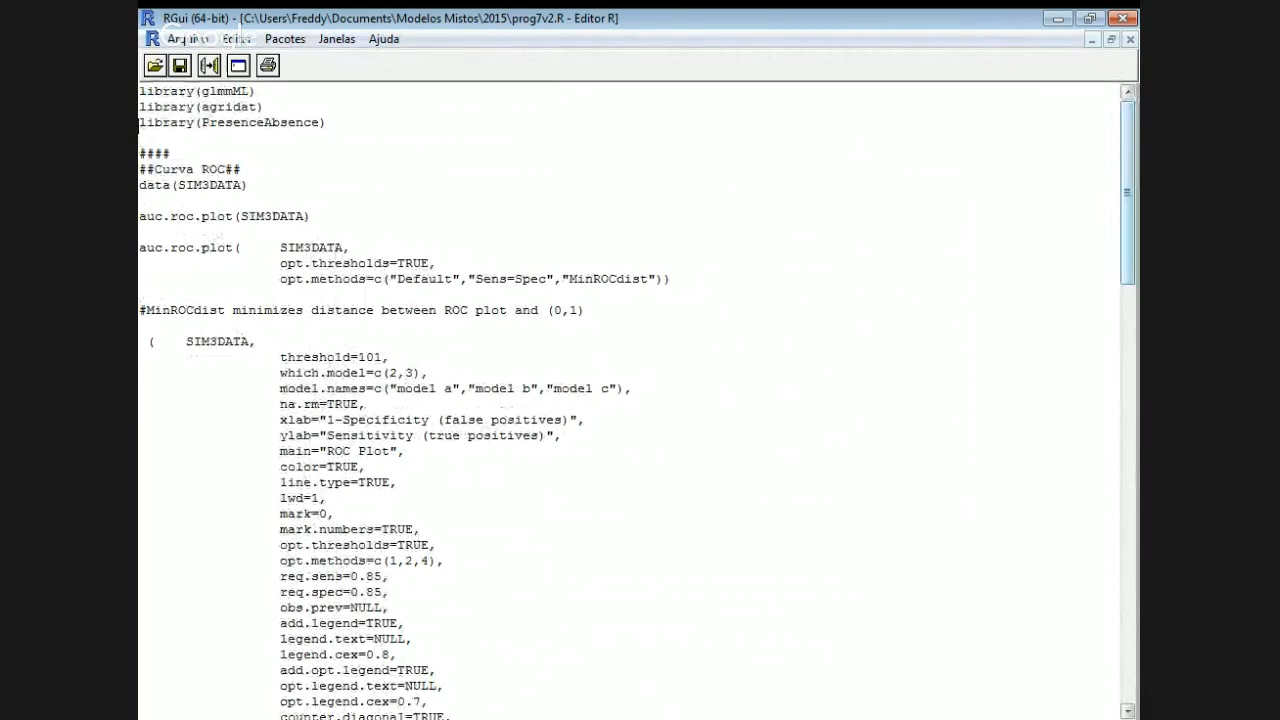 RGui (64-bit) - [C:\Users\Freddy\Documents\Modelos Mistos\2015\prog7v2.R - Editor R]
Arquivo Editar Pacotes Janelas Ajuda
Google
library(glmmML)
library(agridat)
library(PresenceAbsence)
####
##Curva ROC##
data(SIM3DATA)
auc.roc.plot(SIM3DATA)
auc.roc.plot( SIM3DATA,
opt.thresholds=TRUE,
opt.methods=c("Default","Sens=Spec","MinROCdist"))
#MinROCdist minimizes distance between ROC plot and (0,1)
( SIM3DATA,
threshold=101,
which.model=c(2,3),
model.names=c("model a","model b","model c"),
na.rm=TRUE,
xlab="1-Specificity (false positives)",
ylab="Sensitivity (true positives)",
main="ROC Plot",
color=TRUE,
line.type=TRUE,
lwd=1,
mark=0,
mark.numbers=TRUE,
opt.thresholds=TRUE,
opt.methods=c(1,2,4),
req.sens=0.85,
req.spec=0.85,
obs.prev=NULL,
add.legend=TRUE,
legend.text=NULL,
legend.cex=0.8,
add.opt.legend=TRUE,
opt.legend.text=NULL,
opt.legend.cex=0.7,
counter.diagonal=TRUE,